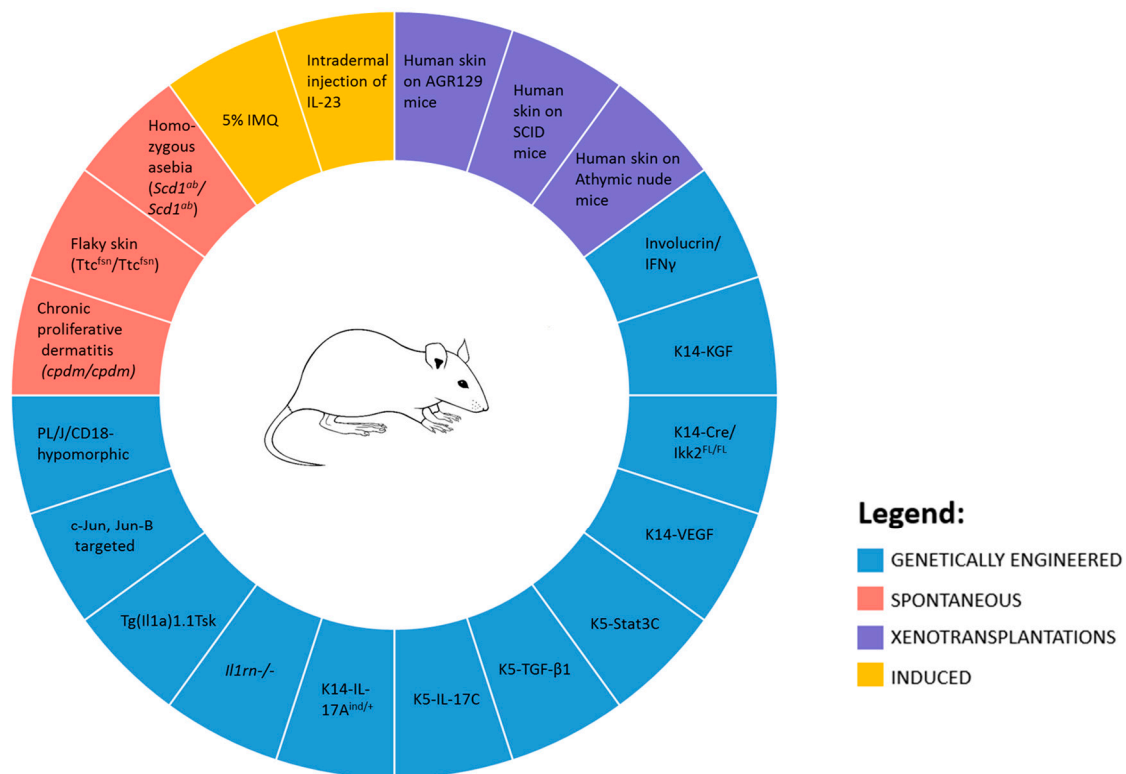 Intradermal
injection of
IL-23
Human skin
on AGR129
mice
Human
skin on
SCID
mice
Human skin on
Athymic nude
mice
Involucrin/
IFNγ
K14-KGF
K14-Cre/
Ikk2FL/FL
K14-VEGF
K5-Stat3C
K5-TGF-β1
K5-IL-17C
K14-IL-
17Aind/+
Il1rn-/-
Tg(Il1a)1.1Tsk
c-Jun, Jun-B
targeted
PL/J/CD18-
hypomorphic
Chronic
proliferative
dermatitis
(cpdm/cpdm)
Flaky skin
(Ttcfsn/Ttcfsn)
Homo-
zygous
asebia
(Scd1ab/
Scd1ab)
5% IMQ
Legend:
GENETICALLY ENGINEERED
SPONTANEOUS
XENOTRANSPLANTATIONS
INDUCED